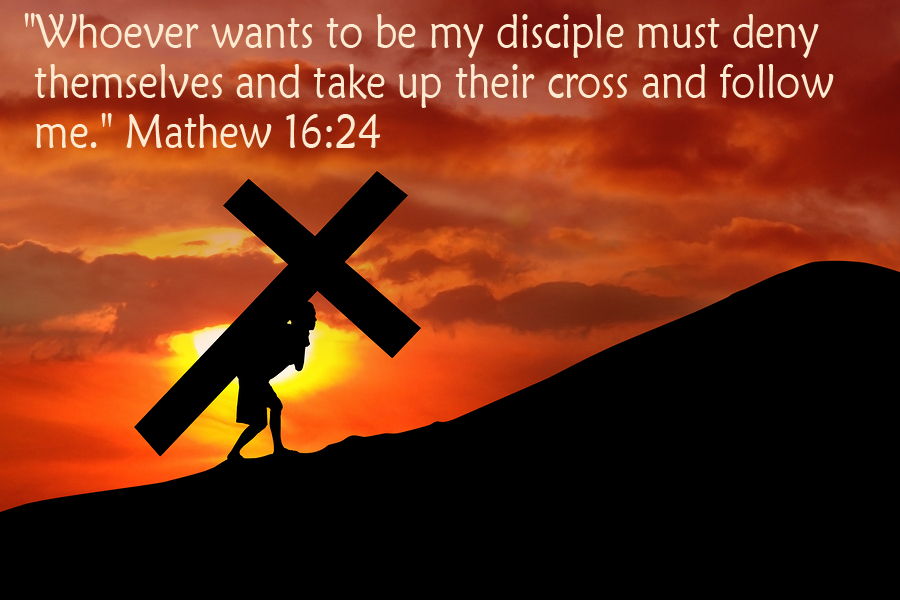 "Whoever wants to be my disciple must deny
themselves and take up their cross and follow
me." Mathew 16:24